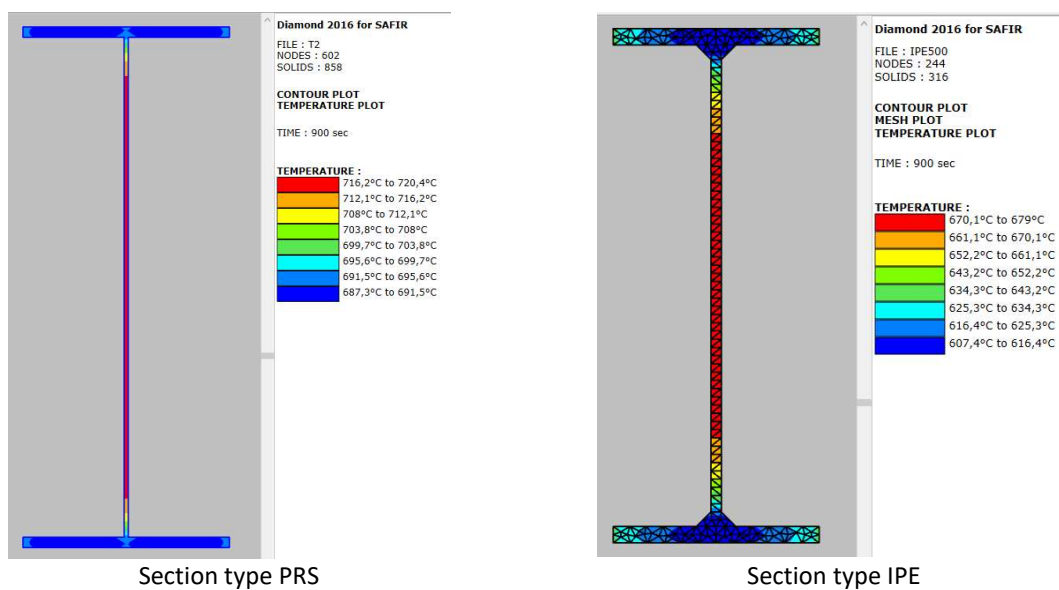 Diamond 2016 for SAFIR
FILE : T2
NODES : 602
SOLIDS : 858
CONTOUR PLOT
TEMPERATURE PLOT
TIME : 900 sec
TEMPERATURE :
716,2°C to 720,4°C
712,1°C to 716,2°C
708°C to 712,1°C
703,8°C to 708°C
699,7°C to 703,8°C
695,6°C to 699,7°C
691,5°C to 695,6°C
687,3°C to 691,5°C
Section type PRS
Diamond 2016 for SAFIR
FILE : IPE500
NODES : 244
SOLIDS : 316
CONTOUR PLOT
MESH PLOT
TEMPERATURE PLOT
TIME : 900 sec
TEMPERATURE :
670,1°C to 679°C
661,1°C to 670,1°C
652,2°C to 661,1°C
643,2°C to 652,2°C
634,3°C to 643,2°C
625,3°C to 634,3°C
616,4°C to 625,3°C
607,4°C to 616,4°C
Section type IPE